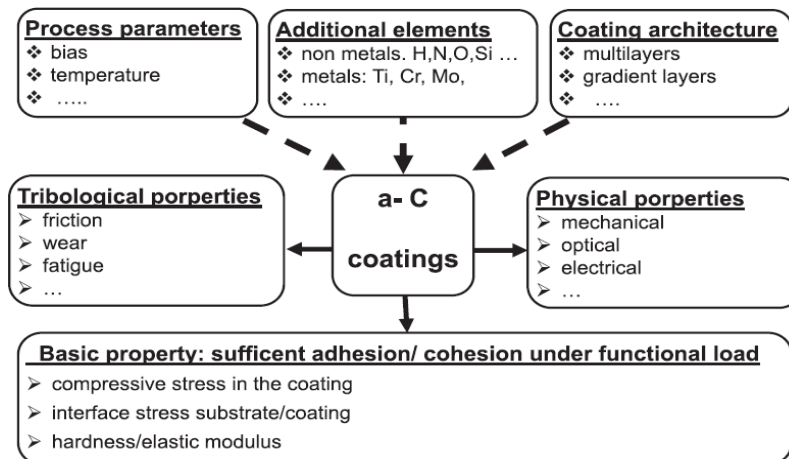 Process parameters
❖ bias
❖ temperature
❖ …..
Additional elements
❖ non metals. H,N,O,Si …
❖ metals: Ti, Cr, Mo,
❖ ….
Coating architecture
❖ multilayers
❖ gradient layers
❖ ….
Tribological porperties
➢ friction
➢ wear
➢ fatigue
➢ …
a- C
coatings
Physical porperties
➢ mechanical
➢ optical
➢ electrical
➢ …
Basic property: sufficent adhesion/ cohesion under functional load
➢ compressive stress in the coating
➢ interface stress substrate/coating
➢ hardness/elastic modulus